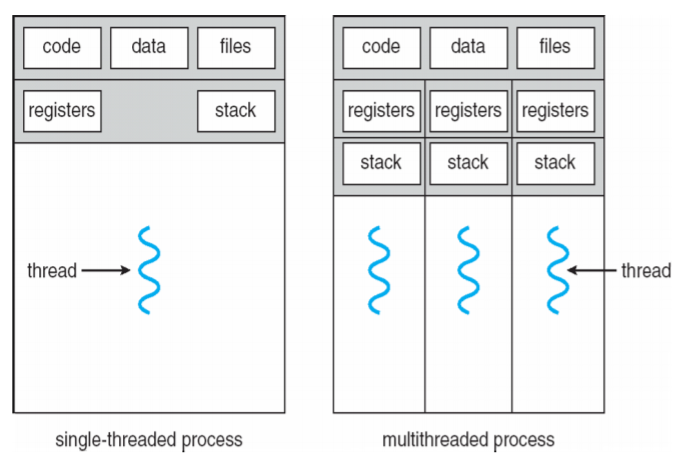 code data files code data files
registers stack registers registers registers
stack stack stack
thread thread
single-threaded process multithreaded process